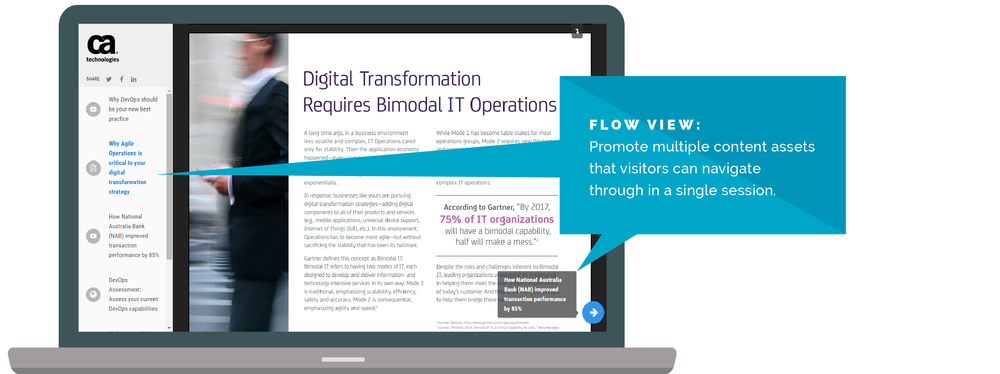 ca
technologies
SHARE
Why DevOps should
be your new best
practice
Why Agile
Operations is
critical to your
digital
transformation
strategy
How National
Australia Bank
(NAB) improved
transaction
performance
by 85%
DevOps
Assessment:
Assess your current
DevOps capabilities
Digital Transformation
Requires Bimodal IT Operations
A long time ago, in a business environment
less volatile and complex, IT Operations cared
only for stability. Then the application economy
happened
exponentially.
In response, businesses like yours are pursuing
digital transformation strategies—adding digital
components to all of their products and services
(e.g., mobile applications, universal device support,
Internet of Things (IoT), etc.). In this environment,
Operations has to become more agile—but without
sacrificing the stability that has been its hallmark.
Gartner defines this concept as Bimodal IT.
Bimodal IT refers to having two modes of IT, each
designed to develop and deliver information- and
technology-intensive services in its own way. Mode 1
is traditional, emphasizing scalability, efficiency,
safety and accuracy. Mode 2 is nonsequential,
emphasizing agility and speed.¹
While Mode 1 has become table stakes for most
operations groups, Mode 2 requires new
complex IT operations.
According to Gartner, “By 2017,
75% of IT organizations
will have a bimodal capability,
half will make a mess.”²
Despite the risks and challenges inherent to Bimodal
IT, leading organizations
in helping them meet the
of today's customer. And
to help them bridge these
How National Australia
Bank (NAB) improved
transaction performance
by 85%
FLOW VIEW:
Promote multiple content assets
that visitors can navigate
through in a single session.